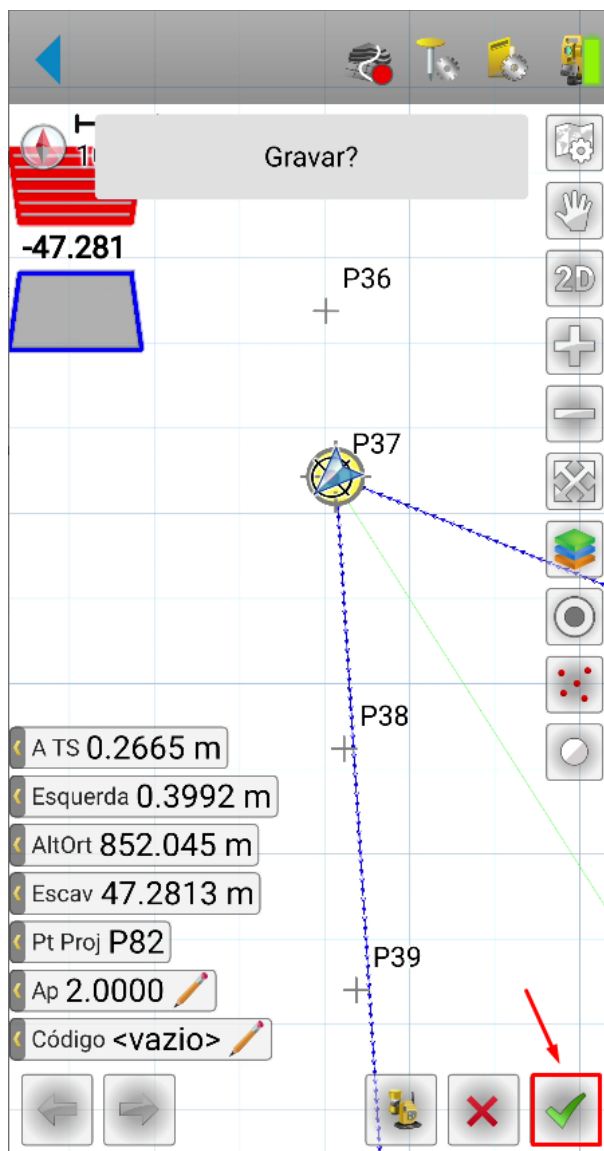 Gravar?
-47.281
P36
P37
P38
A TS 0.2665 m
Esquerda 0.3992 m
AltOrt 852.045 m
Escav 47.2813 m
Pt Proj P82
P39
Ap 2.0000
Código <vazio>
2D